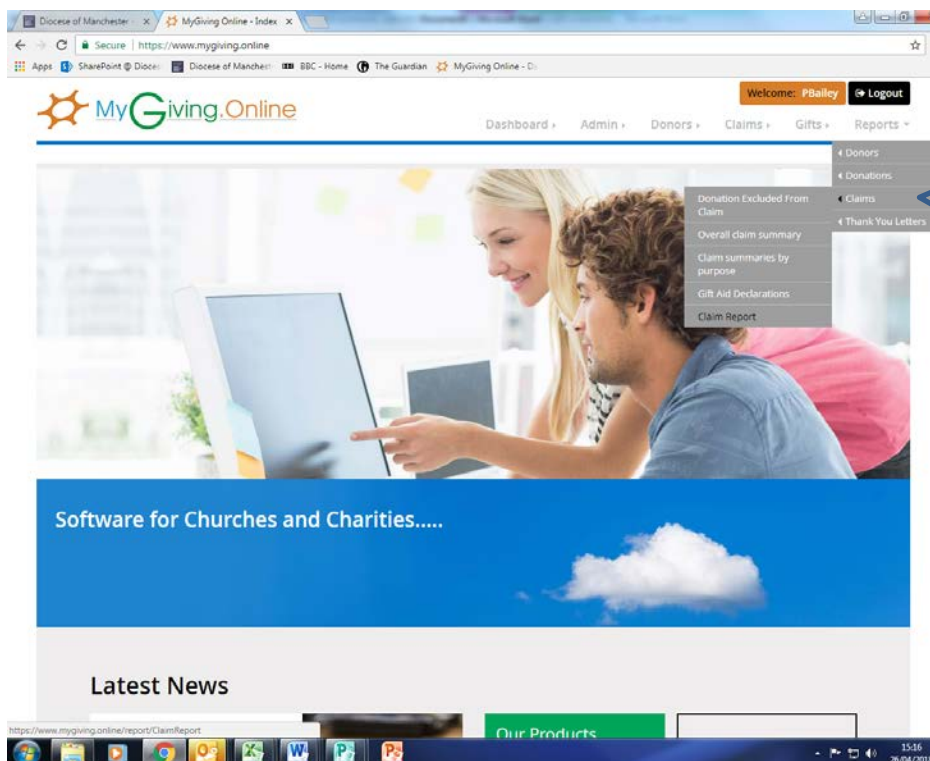 Diocese of Manchester
MyGiving Online - Index
Secure | https://www.mygiving.online
Apps
SharePoint @ Dioce
Diocese of Manchest
BBC - Home
The Guardian
MyGiving Online - D
MyGiving.Online
Welcome: PBailey
Logout
Dashboard
Admin
Donors
Claims
Gifts
Reports
Donors
Donations
Claims
Thank You Letters
Donation Excluded From
Claim
Overall claim summary
Claim summaries by
purpose
Gift Aid Declarations
Claim Report
Software for Churches and Charities.....
Latest News
Our Products
https://www.mygiving.online/report/ClaimReport
15:16
26/04/201